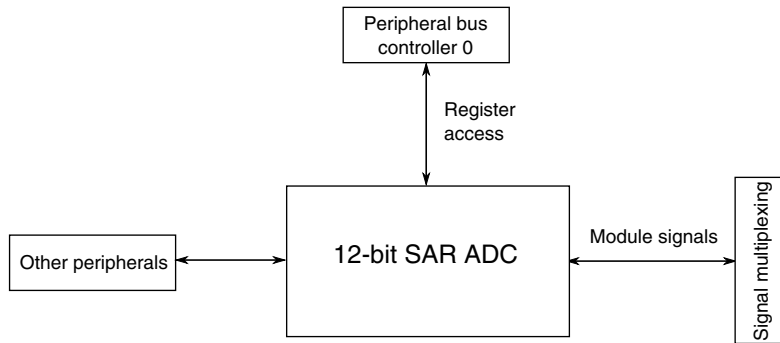 Peripheral bus
controller 0
Register
access
Other peripherals
12-bit SAR ADC
Module signals
Signal multiplexing